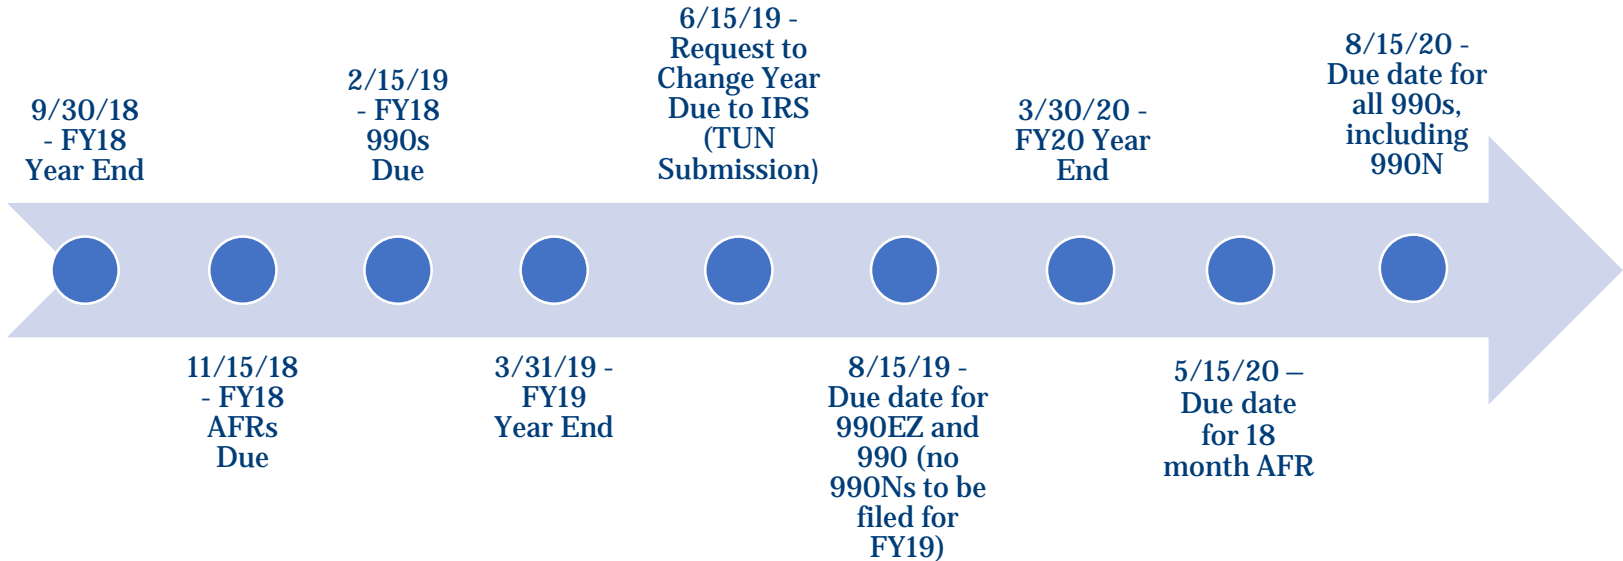 9/30/18
- FY18
Year End
11/15/18
- FY18
AFRs
Due
2/15/19
- FY18
990s
Due
3/31/19 -
FY19
Year End
6/15/19 -
Request to
Change Year
Due to IRS
(TUN
Submission)
8/15/19 -
Due date for
990EZ and
990 (no
990Ns to be
filed for
FY19)
3/30/20 -
FY20 Year
End
5/15/20 –
Due date
for 18
month AFR
8/15/20 -
Due date for
all 990s,
including
990N